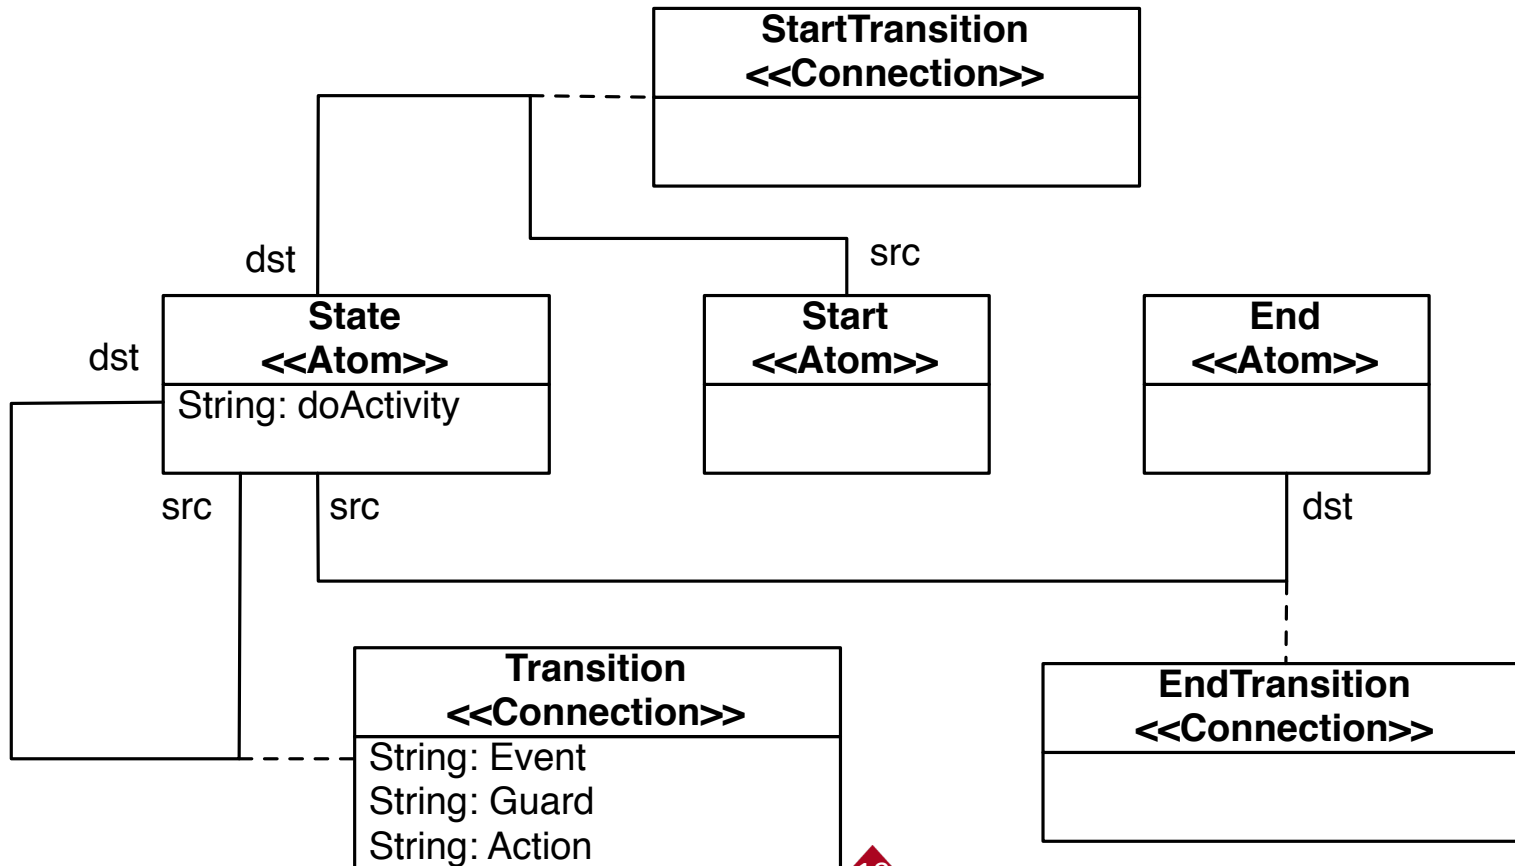 StartTransition
<<Connection>>
dst
src
State
<<Atom>>
String: doActivity
Start
<<Atom>>
End
<<Atom>>
dst
src
src
dst
Transition
<<Connection>>
String: Event
String: Guard
String: Action
EndTransition
<<Connection>>